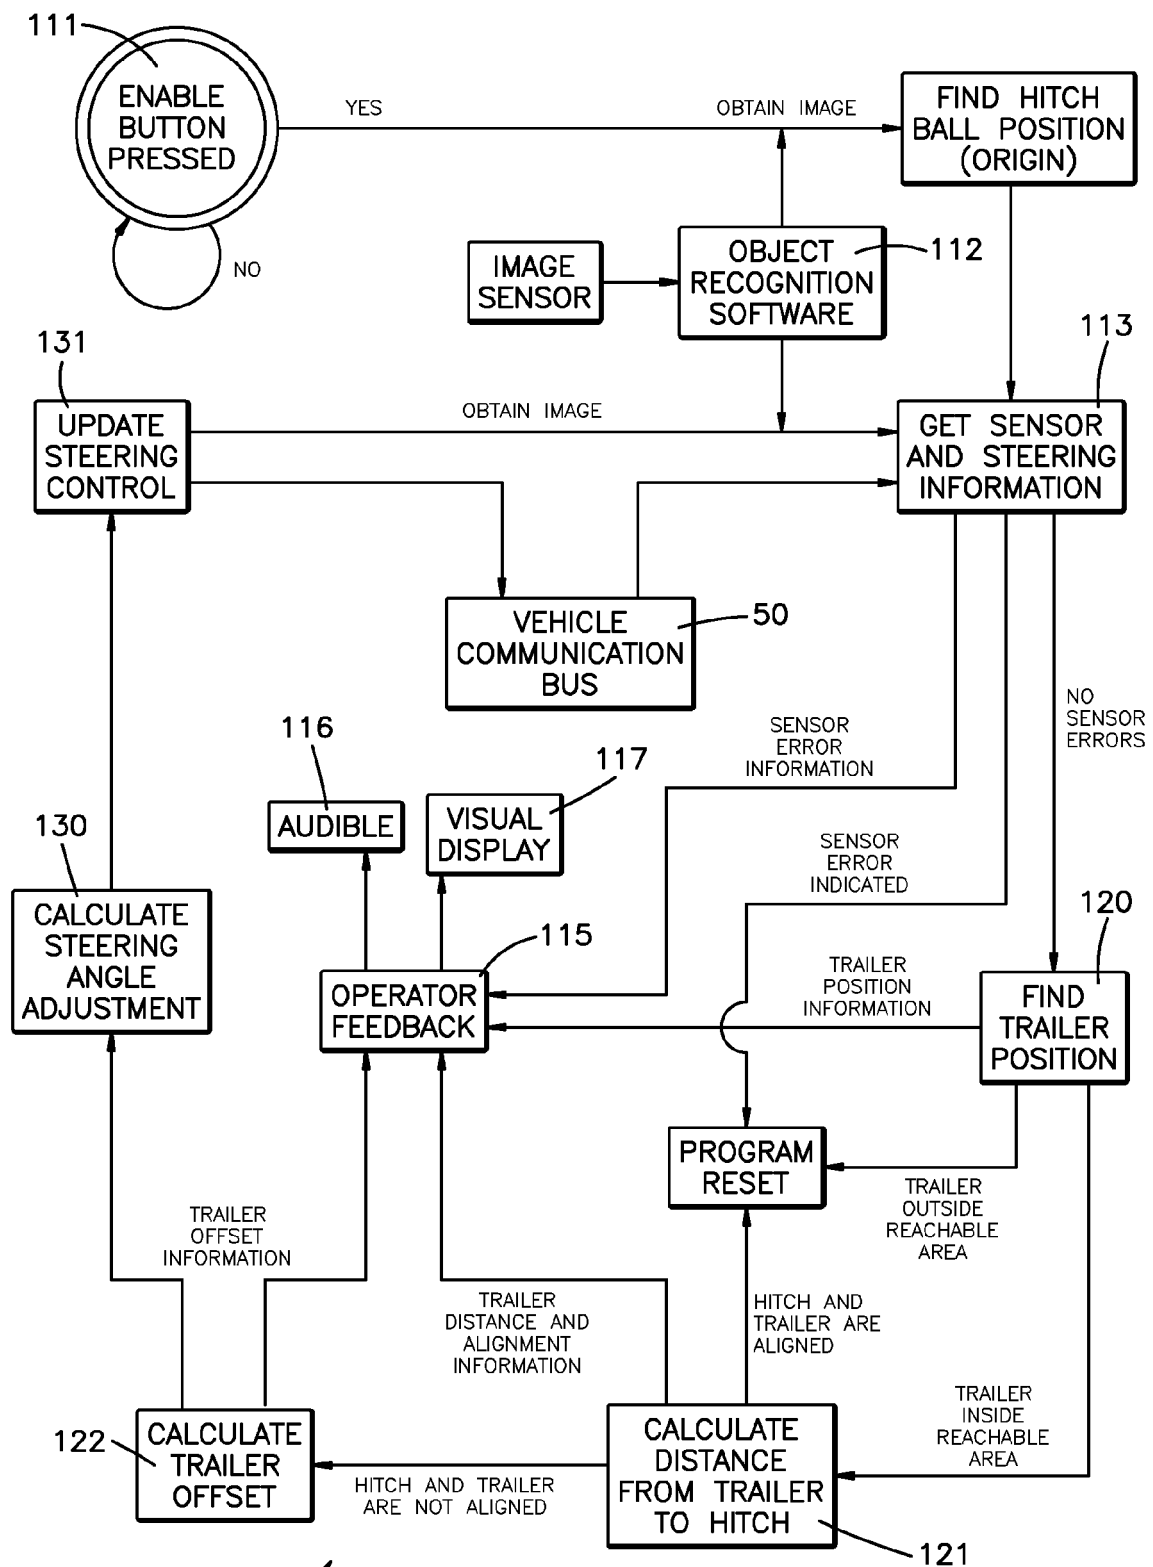 111
ENABLE
BUTTON
PRESSED
YES
OBTAIN IMAGE
FIND HITCH
BALL POSITION
(ORIGIN)
NO
IMAGE
SENSOR
OBJECT
RECOGNITION
SOFTWARE
112
131
113
UPDATE
STEERING
CONTROL
OBTAIN IMAGE
GET SENSOR
AND STEERING
INFORMATION
VEHICLE
COMMUNICATION
BUS
50
NO
SENSOR
ERRORS
SENSOR
ERROR
INFORMATION
116
117
AUDIBLE
VISUAL
DISPLAY
130
SENSOR
ERROR
INDICATED
CALCULATE
STEERING
ANGLE
ADJUSTMENT
115
120
OPERATOR
FEEDBACK
TRAILER
POSITION
INFORMATION
FIND
TRAILER
POSITION
PROGRAM
RESET
TRAILER
OUTSIDE
REACHABLE
AREA
TRAILER
OFFSET
INFORMATION
TRAILER
DISTANCE AND
ALIGNMENT
INFORMATION
HITCH AND
TRAILER ARE
ALIGNED
TRAILER
INSIDE
REACHABLE
AREA
122
CALCULATE
TRAILER
OFFSET
HITCH AND TRAILER
ARE NOT ALIGNED
CALCULATE
DISTANCE
FROM TRAILER
TO HITCH
121